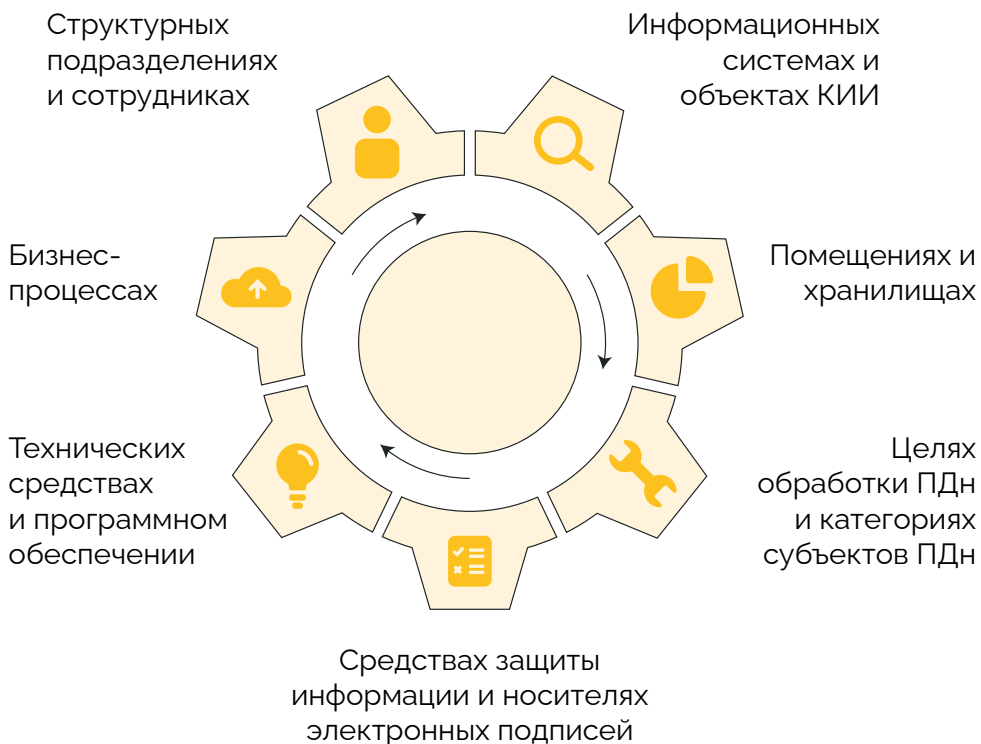 Структурных
подразделениях
и сотрудниках
Информационных
системах и
объектах КИИ
Бизнес-
процессах
Помещениях и
хранилищах
Технических
средствах
и программном
обеспечении
Целях
обработки ПДн
и категориях
субъектов ПДн
Средствах защиты
информации и носителях
электронных подписей